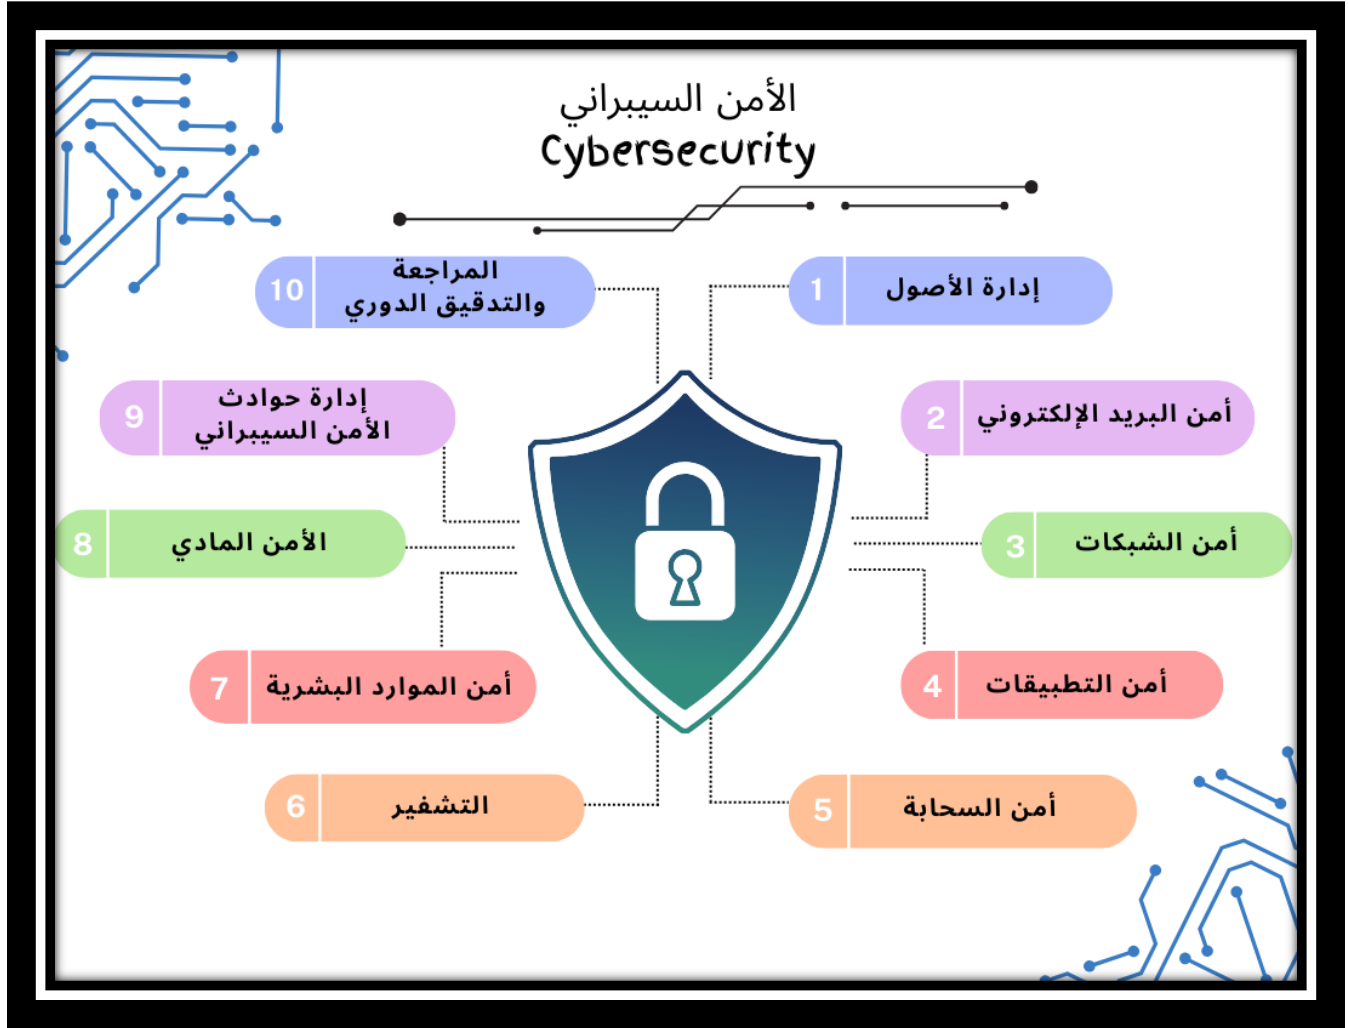 الأمن السيبراني
Cybersecurity
1
إدارة الأصول
2
أمن البريد الإلكتروني
3
أمن الشبكات
4
أمن التطبيقات
5
أمن السحابة
6
التشفير
7
أمن الموارد البشرية
8
الأمن المادي
9
إدارة حوادث
الأمن السيبراني
10
المراجعة
والتدقيق الدوري